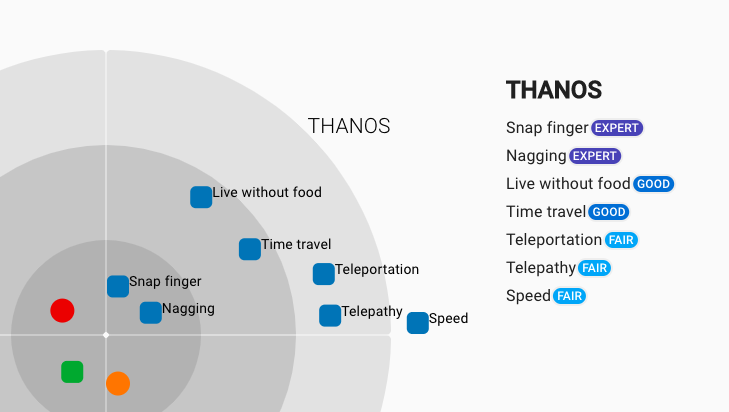 THANOS
Live without food
Time travel
Teleportation
Snap finger
Nagging
Telepathy
Speed
THANOS
Snap finger EXPERT
Nagging EXPERT
Live without food GOOD
Time travel GOOD
Teleportation FAIR
Telepathy FAIR
Speed FAIR